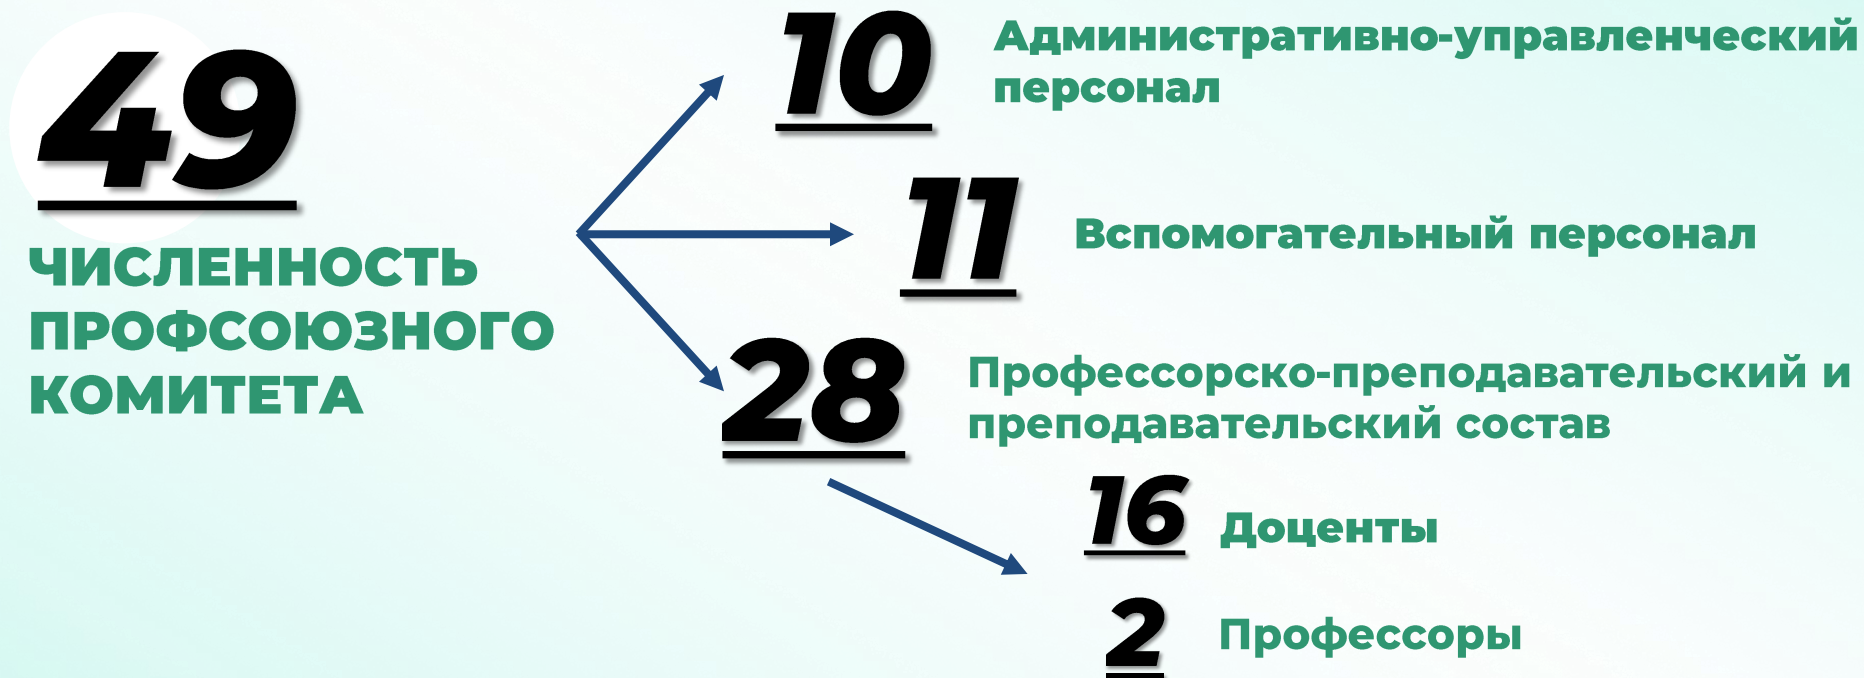 49
ЧИСЛЕННОСТЬ
ПРОФСОЮЗНОГО
КОМИТЕТА
10
Административно-управленческий
персонал
11
Вспомогательный персонал
28
Профессорско-преподавательский и
преподавательский состав
16
Доценты
2
Профессоры